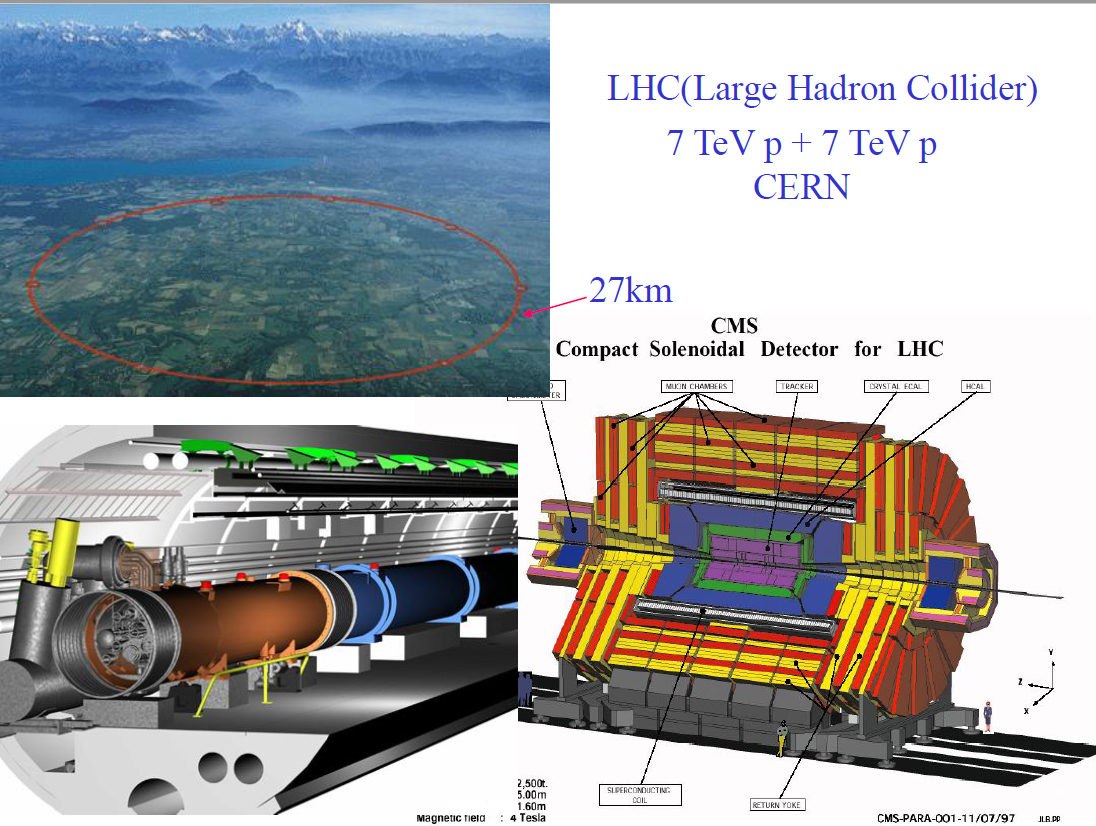 LHC(Large Hadron Collider)
7 TeV p + 7 TeV p
CERN
27km
CMS
Compact Solenoidal Detector for LHC
MUON CHAMBERS
TRACKER
CRYSTAL ECAL
HCAL
Y
Z
X
SUPERCONDUCTING
COIL
RETURN YOKE
2,500t.
5.00m
1.60m
Magnetic field : 4 Tesla
CMS-PARA-001-11/07/97 JLB.PP